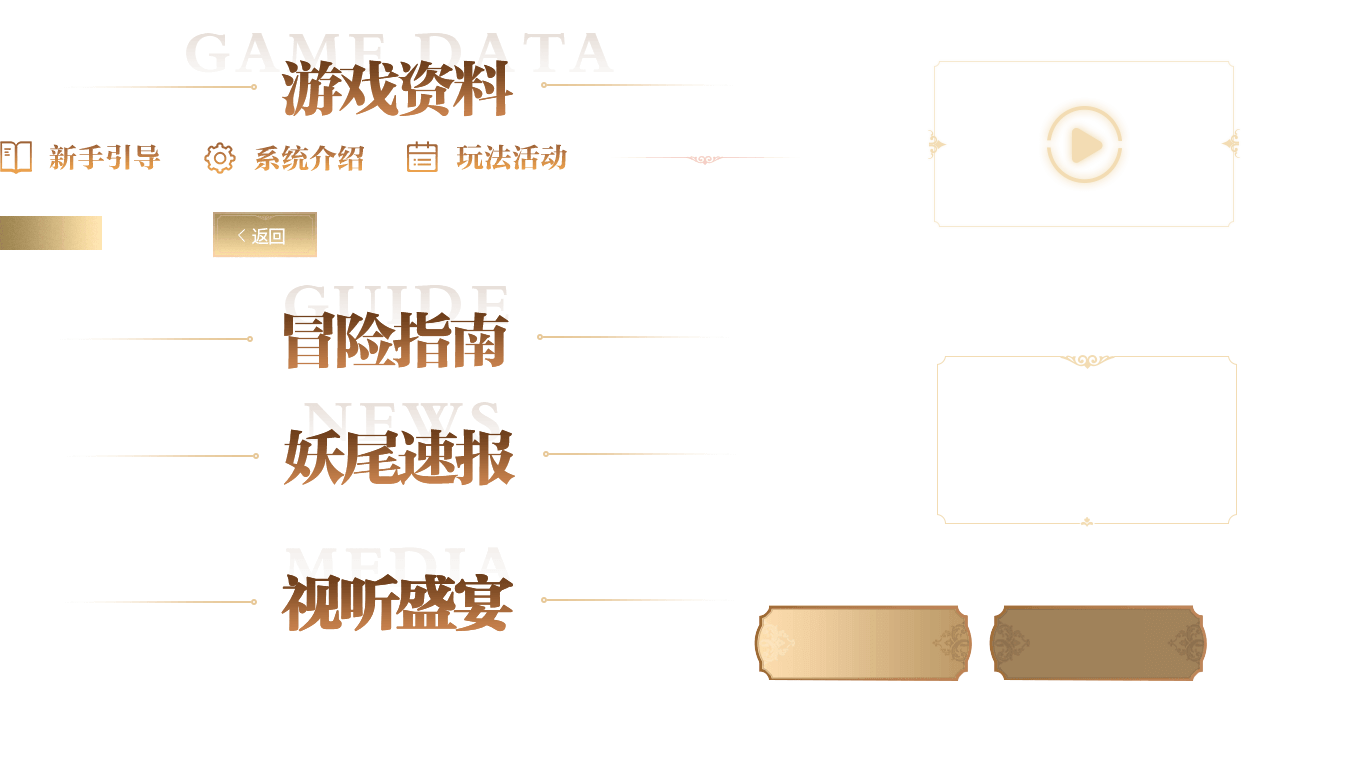 GAME DATA
游戏资料
新手引导
系统介绍
玩法活动
返回
GUIDE
冒险指南
NEWS
妖尾速报
MEDIA
视听盛宴